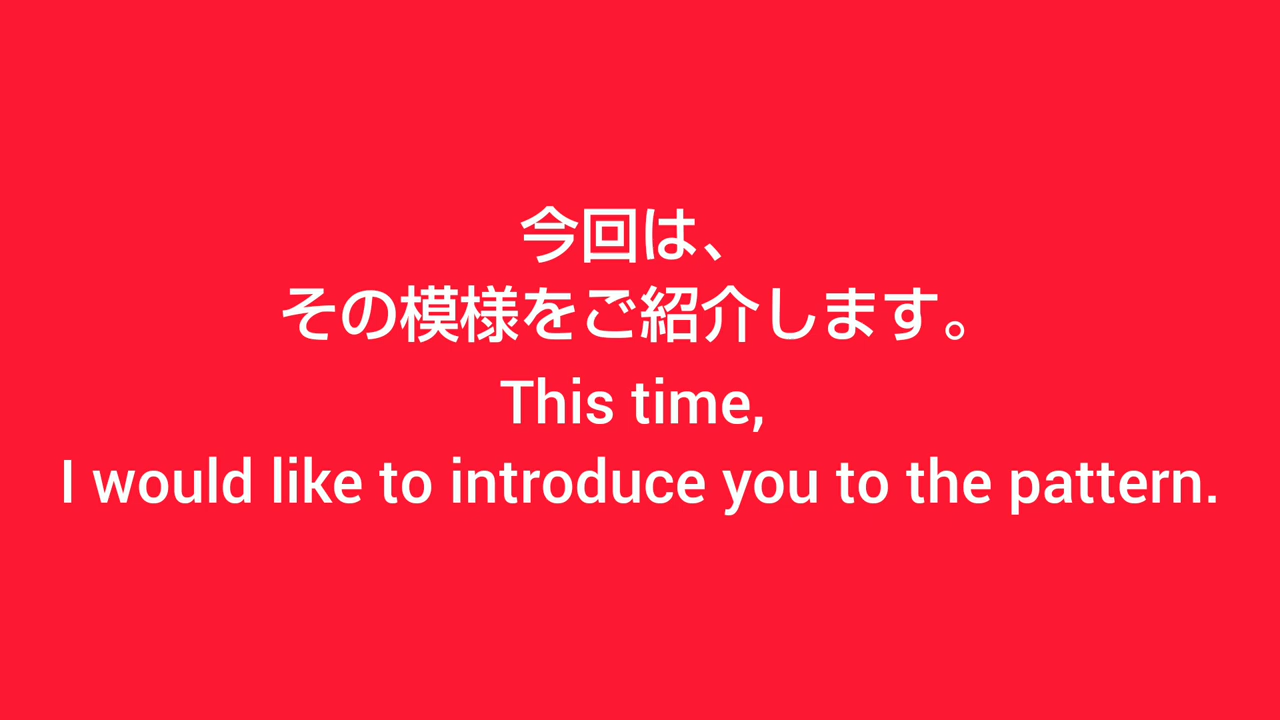 今回は、
その模様をご紹介します。
This time,
I would like to introduce you to the pattern.